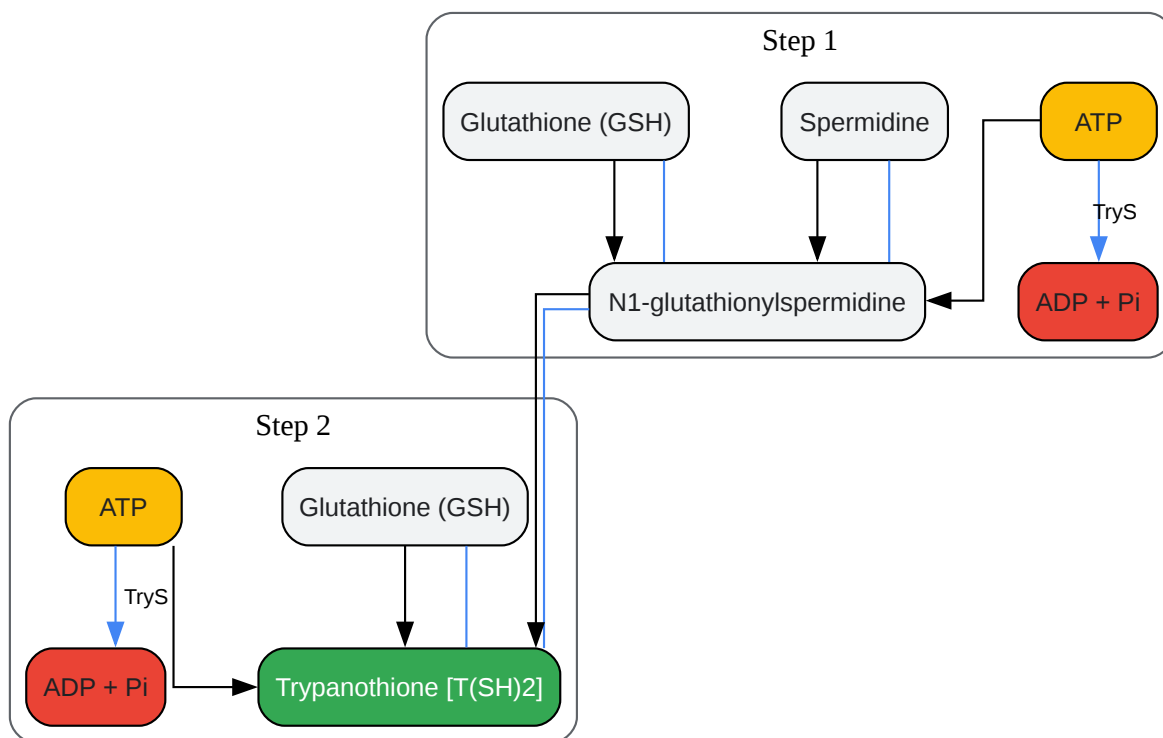 Step 1
Glutathione (GSH)
Spermidine
ATP
TryS
N1-glutathionylspermidine
ADP + Pi
Step 2
ATP
Glutathione (GSH)
TryS
ADP + Pi
Trypanothione [T(SH)2]